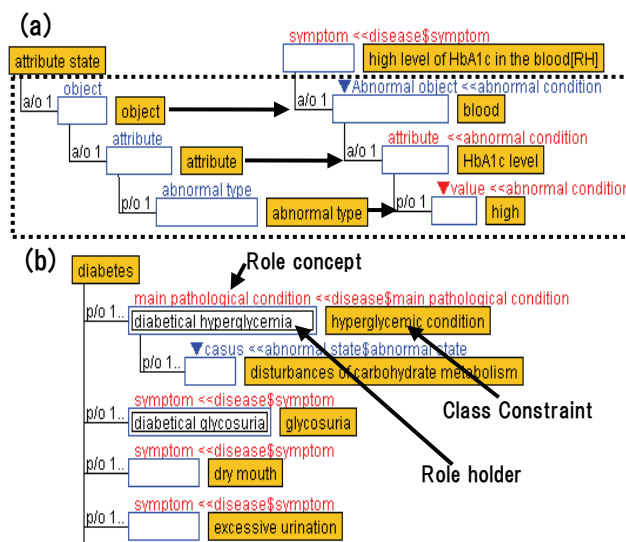 (a)
symptom <<disease$symptom
attribute state
high level of HbA1c in the blood[RH]
object
▼Abnormal object <<abnormal condition
a/o 1
object
a/o 1
blood
attribute
attribute <<abnormal condition
a/o 1
attribute
a/o 1
HbA1c level
abnormal type
▼value <<abnormal condition
p/o 1
abnormal type
p/o 1
high
(b)
Role concept
diabetes
main pathological condition <<disease$main pathological condition
p/o 1..
diabetical hyperglycemia
hyperglycemic condition
▼casus <<abnormal state$abnormal state
p/o 1
disturbances of carbohydrate metabolism
symptom <<disease$symptom
Class Constraint
p/o 1..
diabetical glycosuria
glycosuria
symptom <<disease$symptom
p/o 1..
dry mouth
Role holder
symptom <<disease$symptom
p/o 1..
excessive urination